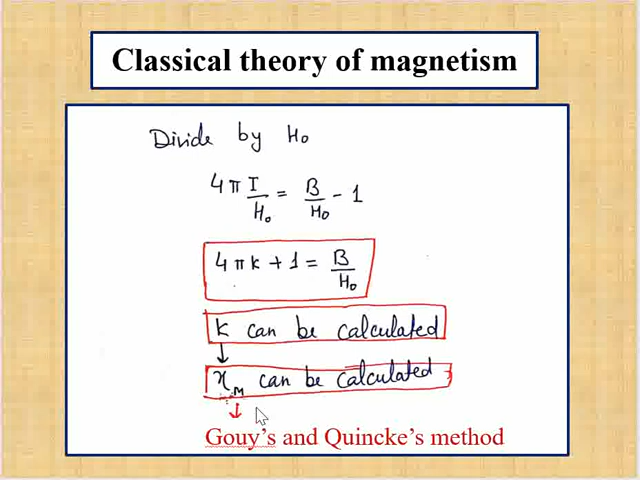 Classical theory of magnetism
Divide by H₀
4π I/H₀ = B/H₀ - 1
4πk + 1 = B/H₀
k can be calculated
↓
χ_M can be calculated
↓
Gouy's and Quincke's method